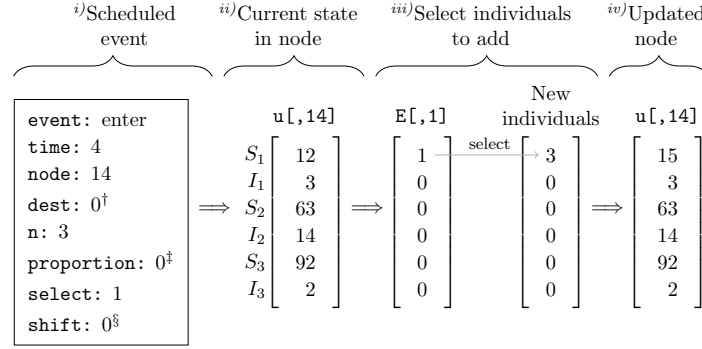 i)Scheduled event
ii)Current state in node
iii)Select individuals to add
iv)Updated node
event: enter
time: 4
node: 14
dest: 0†
n: 3
proportion: 0‡
select: 1
shift: 0§
⟹
u[,14]
S1 12
I1 3
S2 63
I2 14
S3 92
I3 2
⟹
E[,1]
1
0
0
0
0
0
select
New individuals
3
0
0
0
0
0
⟹
u[,14]
15
3
63
14
92
2